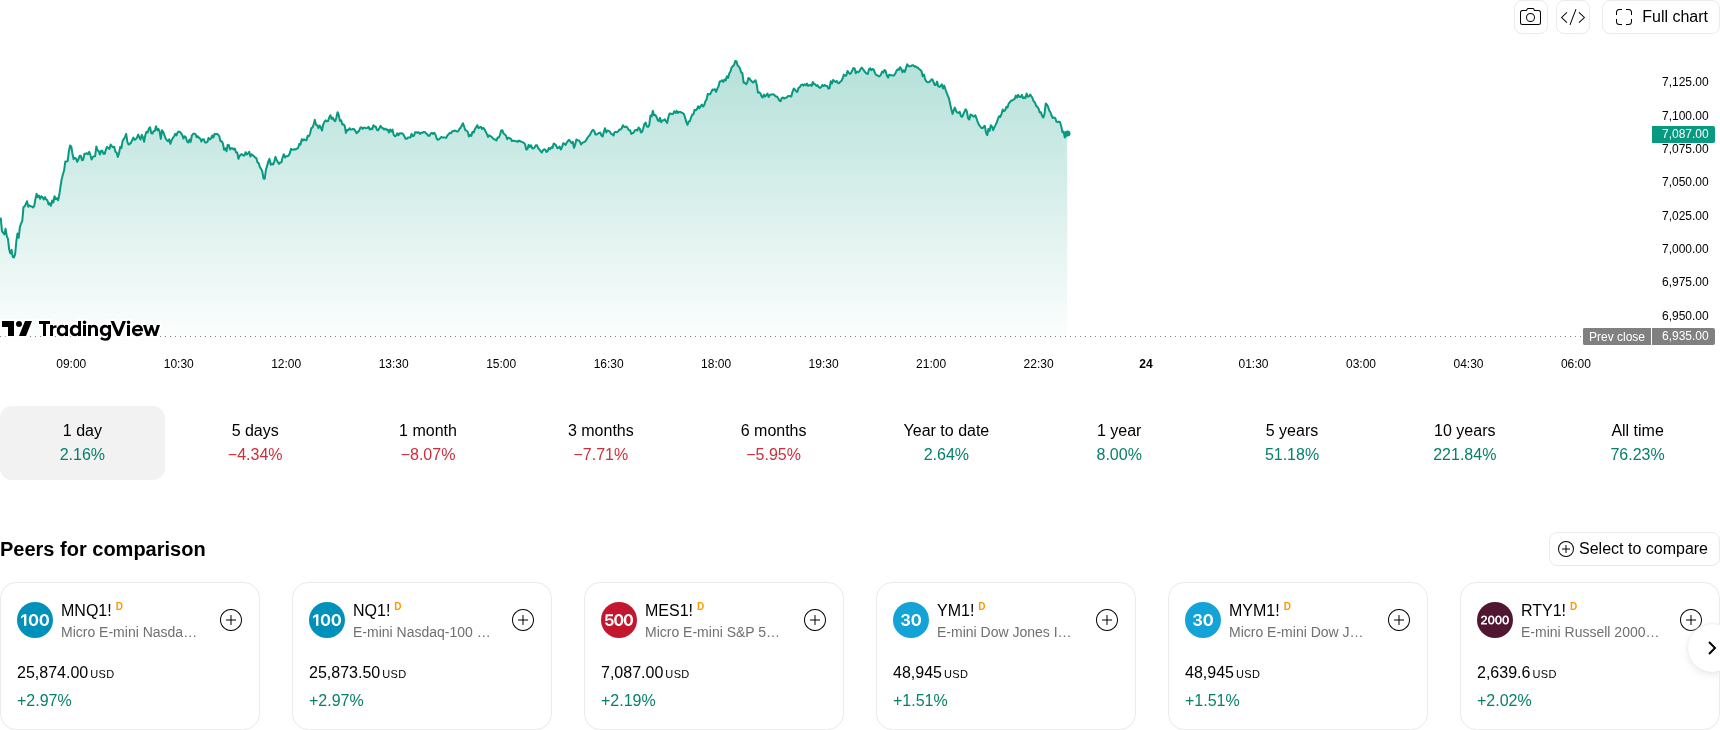 Full chart
7,125.00
7,100.00
7,087.00
7,075.00
7,050.00
7,025.00
7,000.00
6,975.00
6,950.00
TradingView
Prev close 6,935.00
09:00 10:30 12:00 13:30 15:00 16:30 18:00 19:30 21:00 22:30 24 01:30 03:00 04:30 06:00
1 day 5 days 1 month 3 months 6 months Year to date 1 year 5 years 10 years All time
2.16% −4.34% −8.07% −7.71% −5.95% 2.64% 8.00% 51.18% 221.84% 76.23%
Peers for comparison
Select to compare
100 MNQ1! D
Micro E-mini Nasda…
25,874.00 USD
+2.97%
100 NQ1! D
E-mini Nasdaq-100 …
25,873.50 USD
+2.97%
500 MES1! D
Micro E-mini S&P 5…
7,087.00 USD
+2.19%
30 YM1! D
E-mini Dow Jones I…
48,945 USD
+1.51%
30 MYM1! D
Micro E-mini Dow J…
48,945 USD
+1.51%
2000 RTY1! D
E-mini Russell 2000…
2,639.6 USD
+2.02%